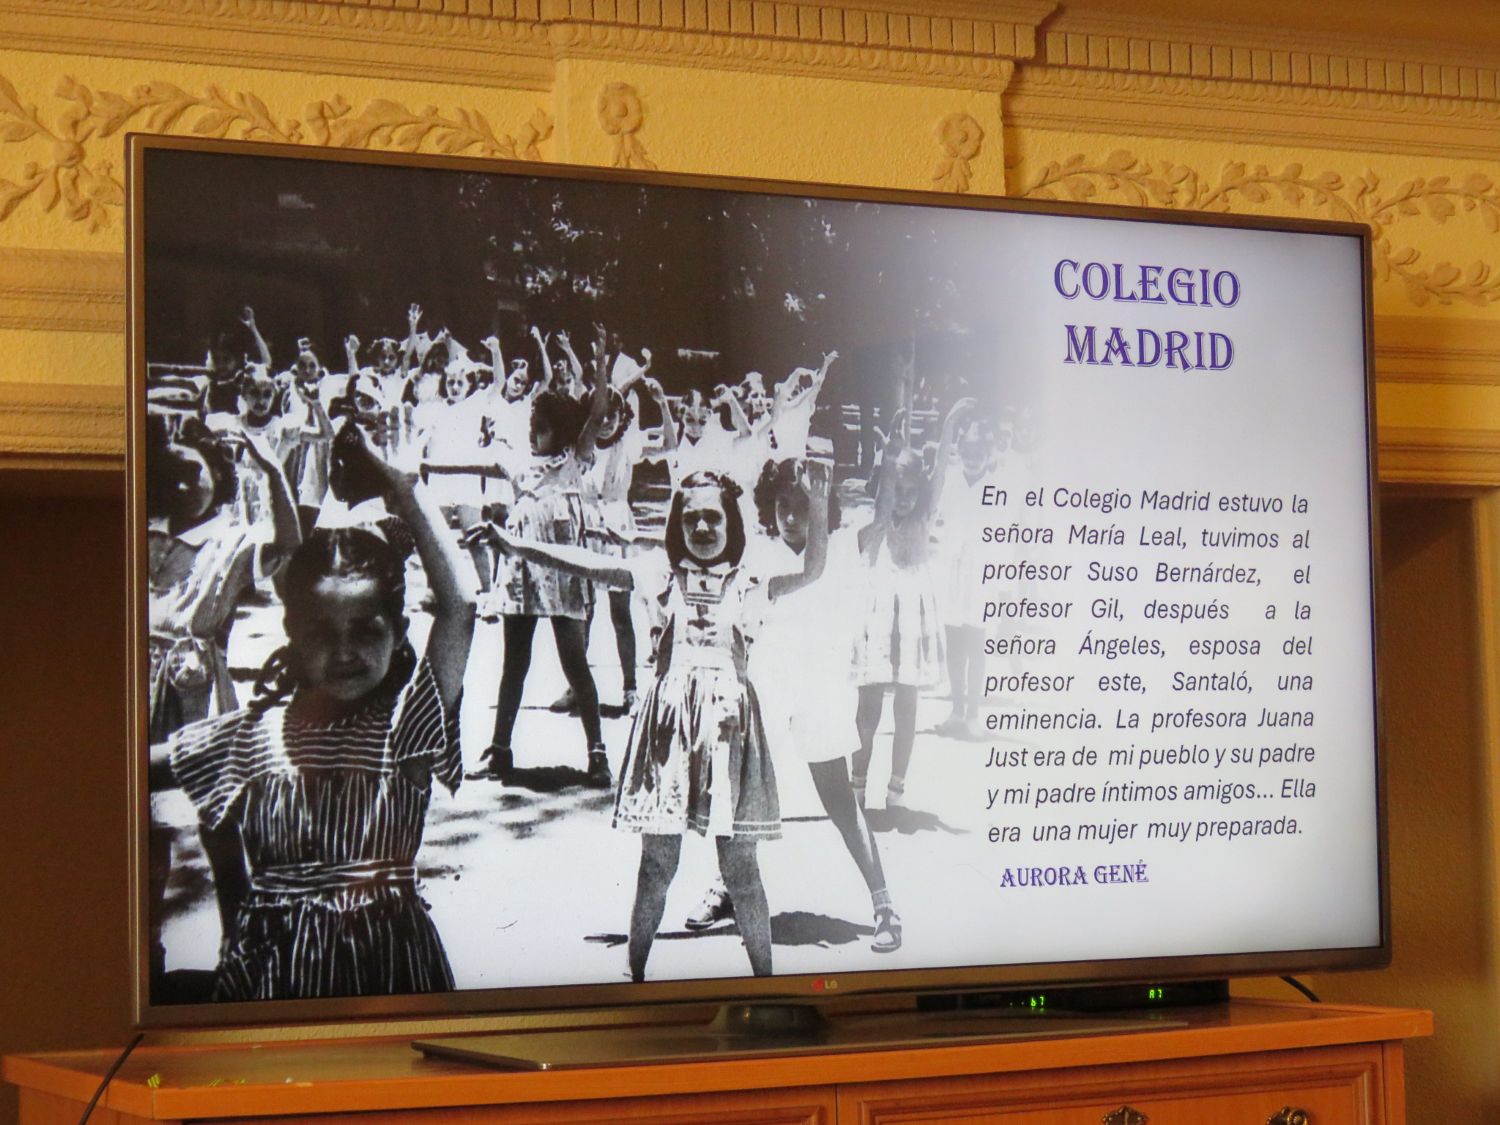 COLEGIO
MADRID
En el Colegio Madrid estuvo la
señora María Leal, tuvimos al
profesor Suso Bernárdez, el
profesor Gil, después a la
señora Ángeles, esposa del
profesor este, Santaló, una
eminencia. La profesora Juana
Just era de mi pueblo y su padre
y mi padre íntimos amigos... Ella
era una mujer muy preparada.
AURORA GENÉ
LG